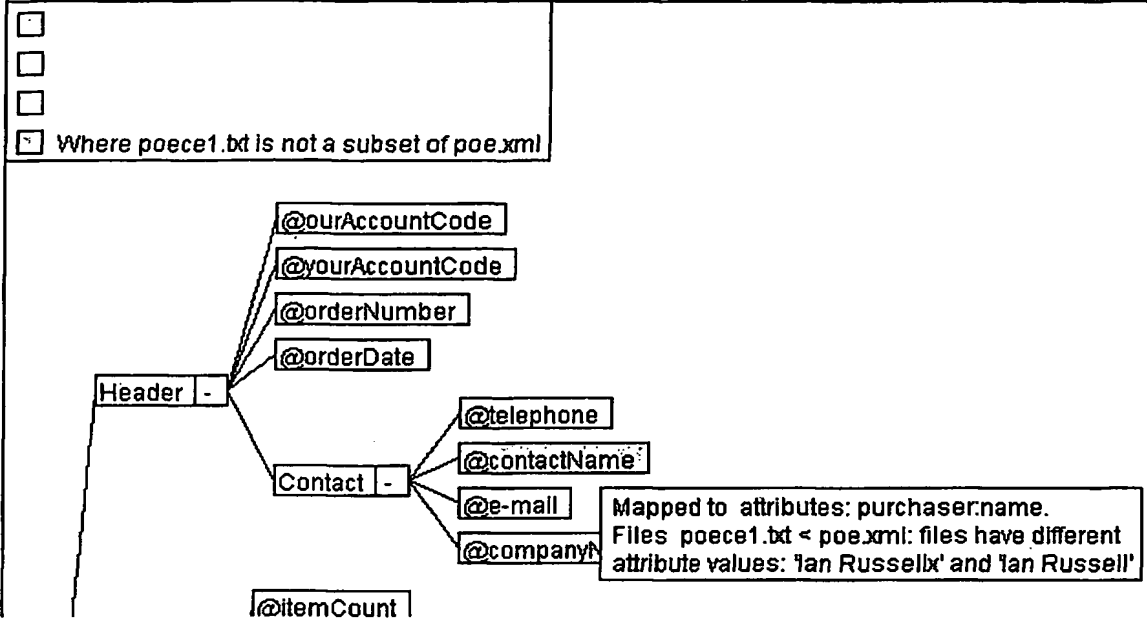 Where poece1.txt is not a subset of poe.xml
@ourAccountCode
@yourAccountCode
@orderNumber
@orderDate
Header -
@telephone
@contactName
Contact -
@e-mail
@companyN
Mapped to attributes: purchaser:name.
Files poece1.txt < poe.xml: files have different
attribute values: 'Ian Russellx' and 'Ian Russell'
@itemCount